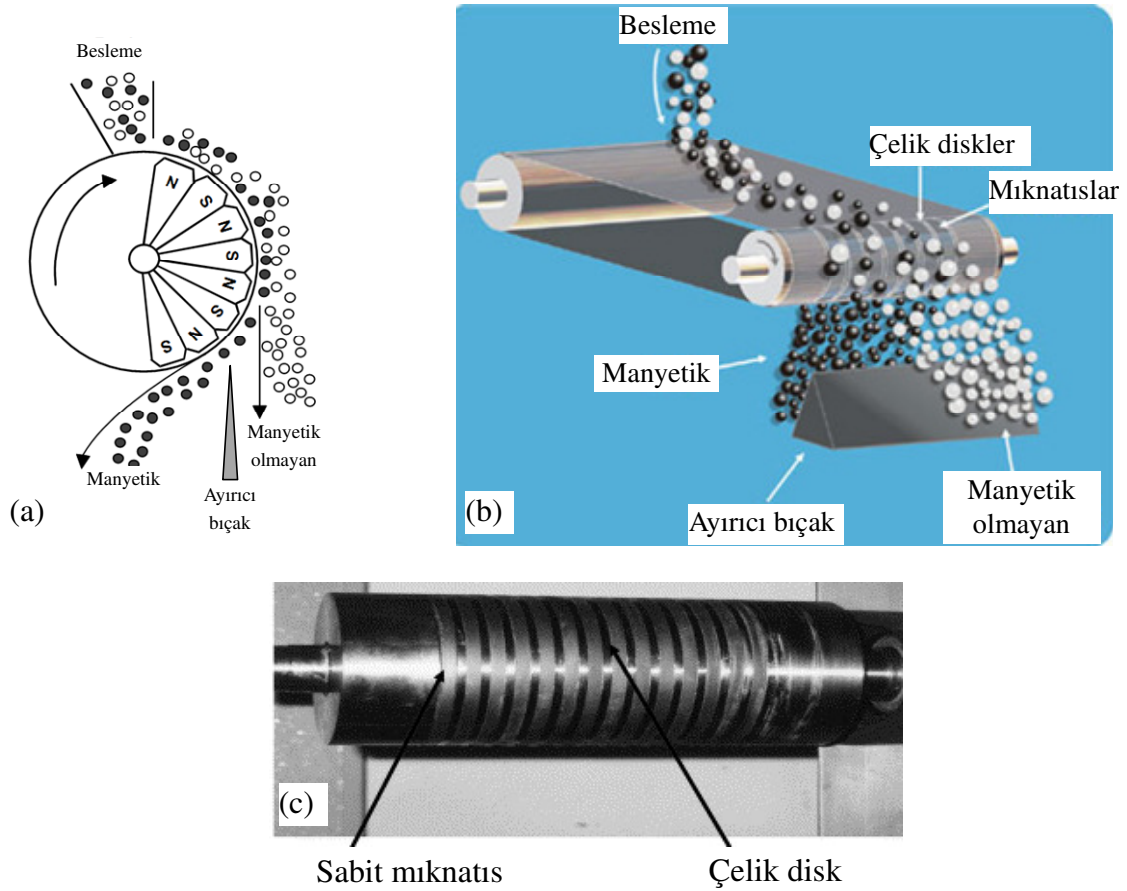 Besleme
N
S
N
S
N
S
N
S
Manyetik
olmayan
Manyetik
Ayırıcı
bıçak
(a)
Besleme
Çelik diskler
Mıknatıslar
Manyetik
Ayırıcı bıçak
Manyetik
olmayan
(b)
(c)
Sabit mıknatıs
Çelik disk